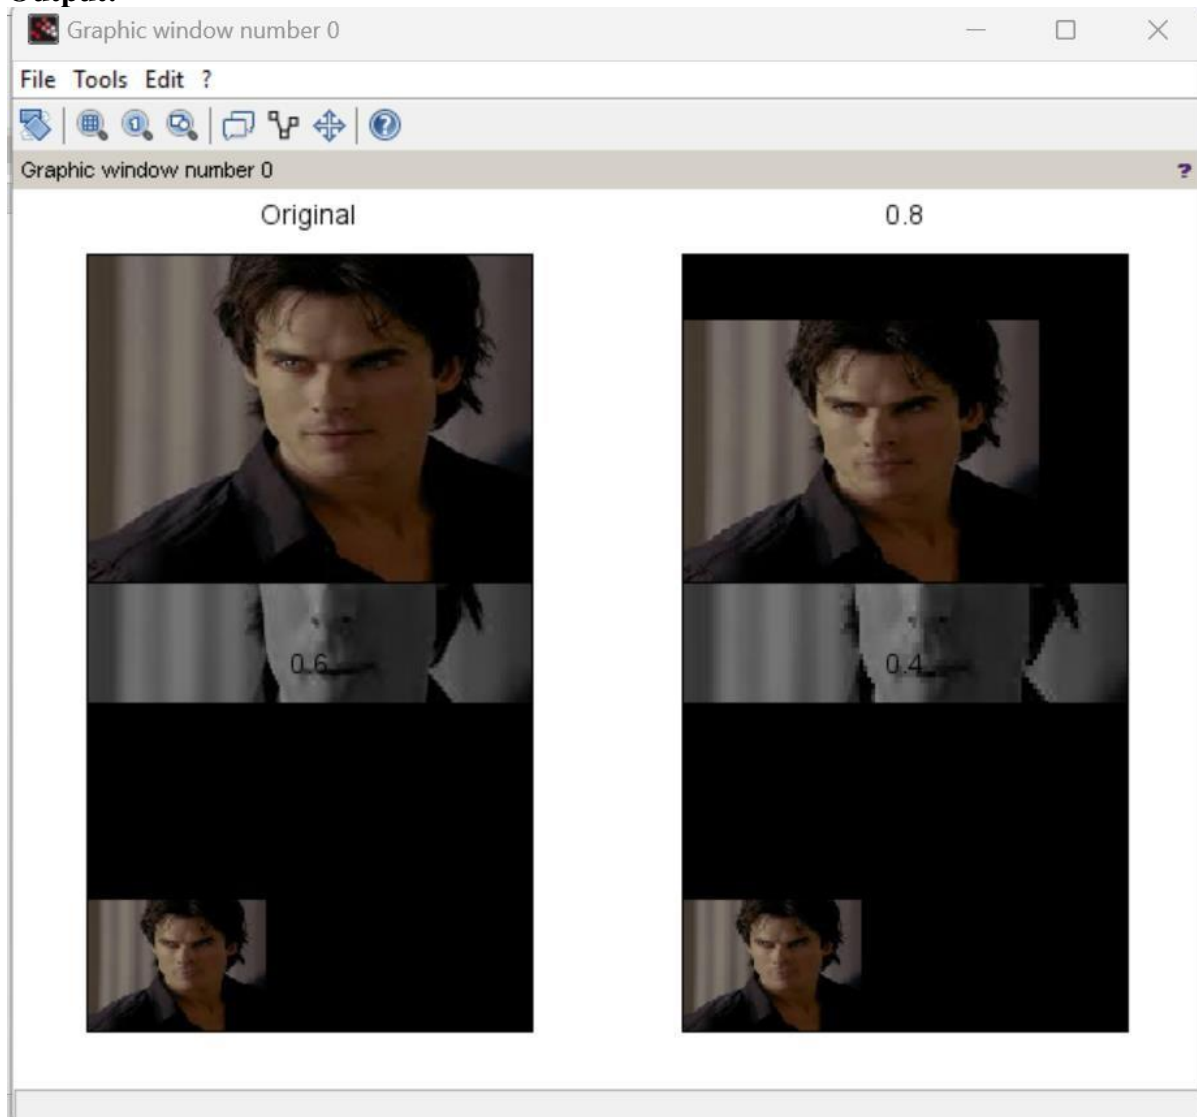 Output:
Graphic window number 0
File Tools Edit ?
Graphic window number 0 ?
Original 0.8
0.6 0.4